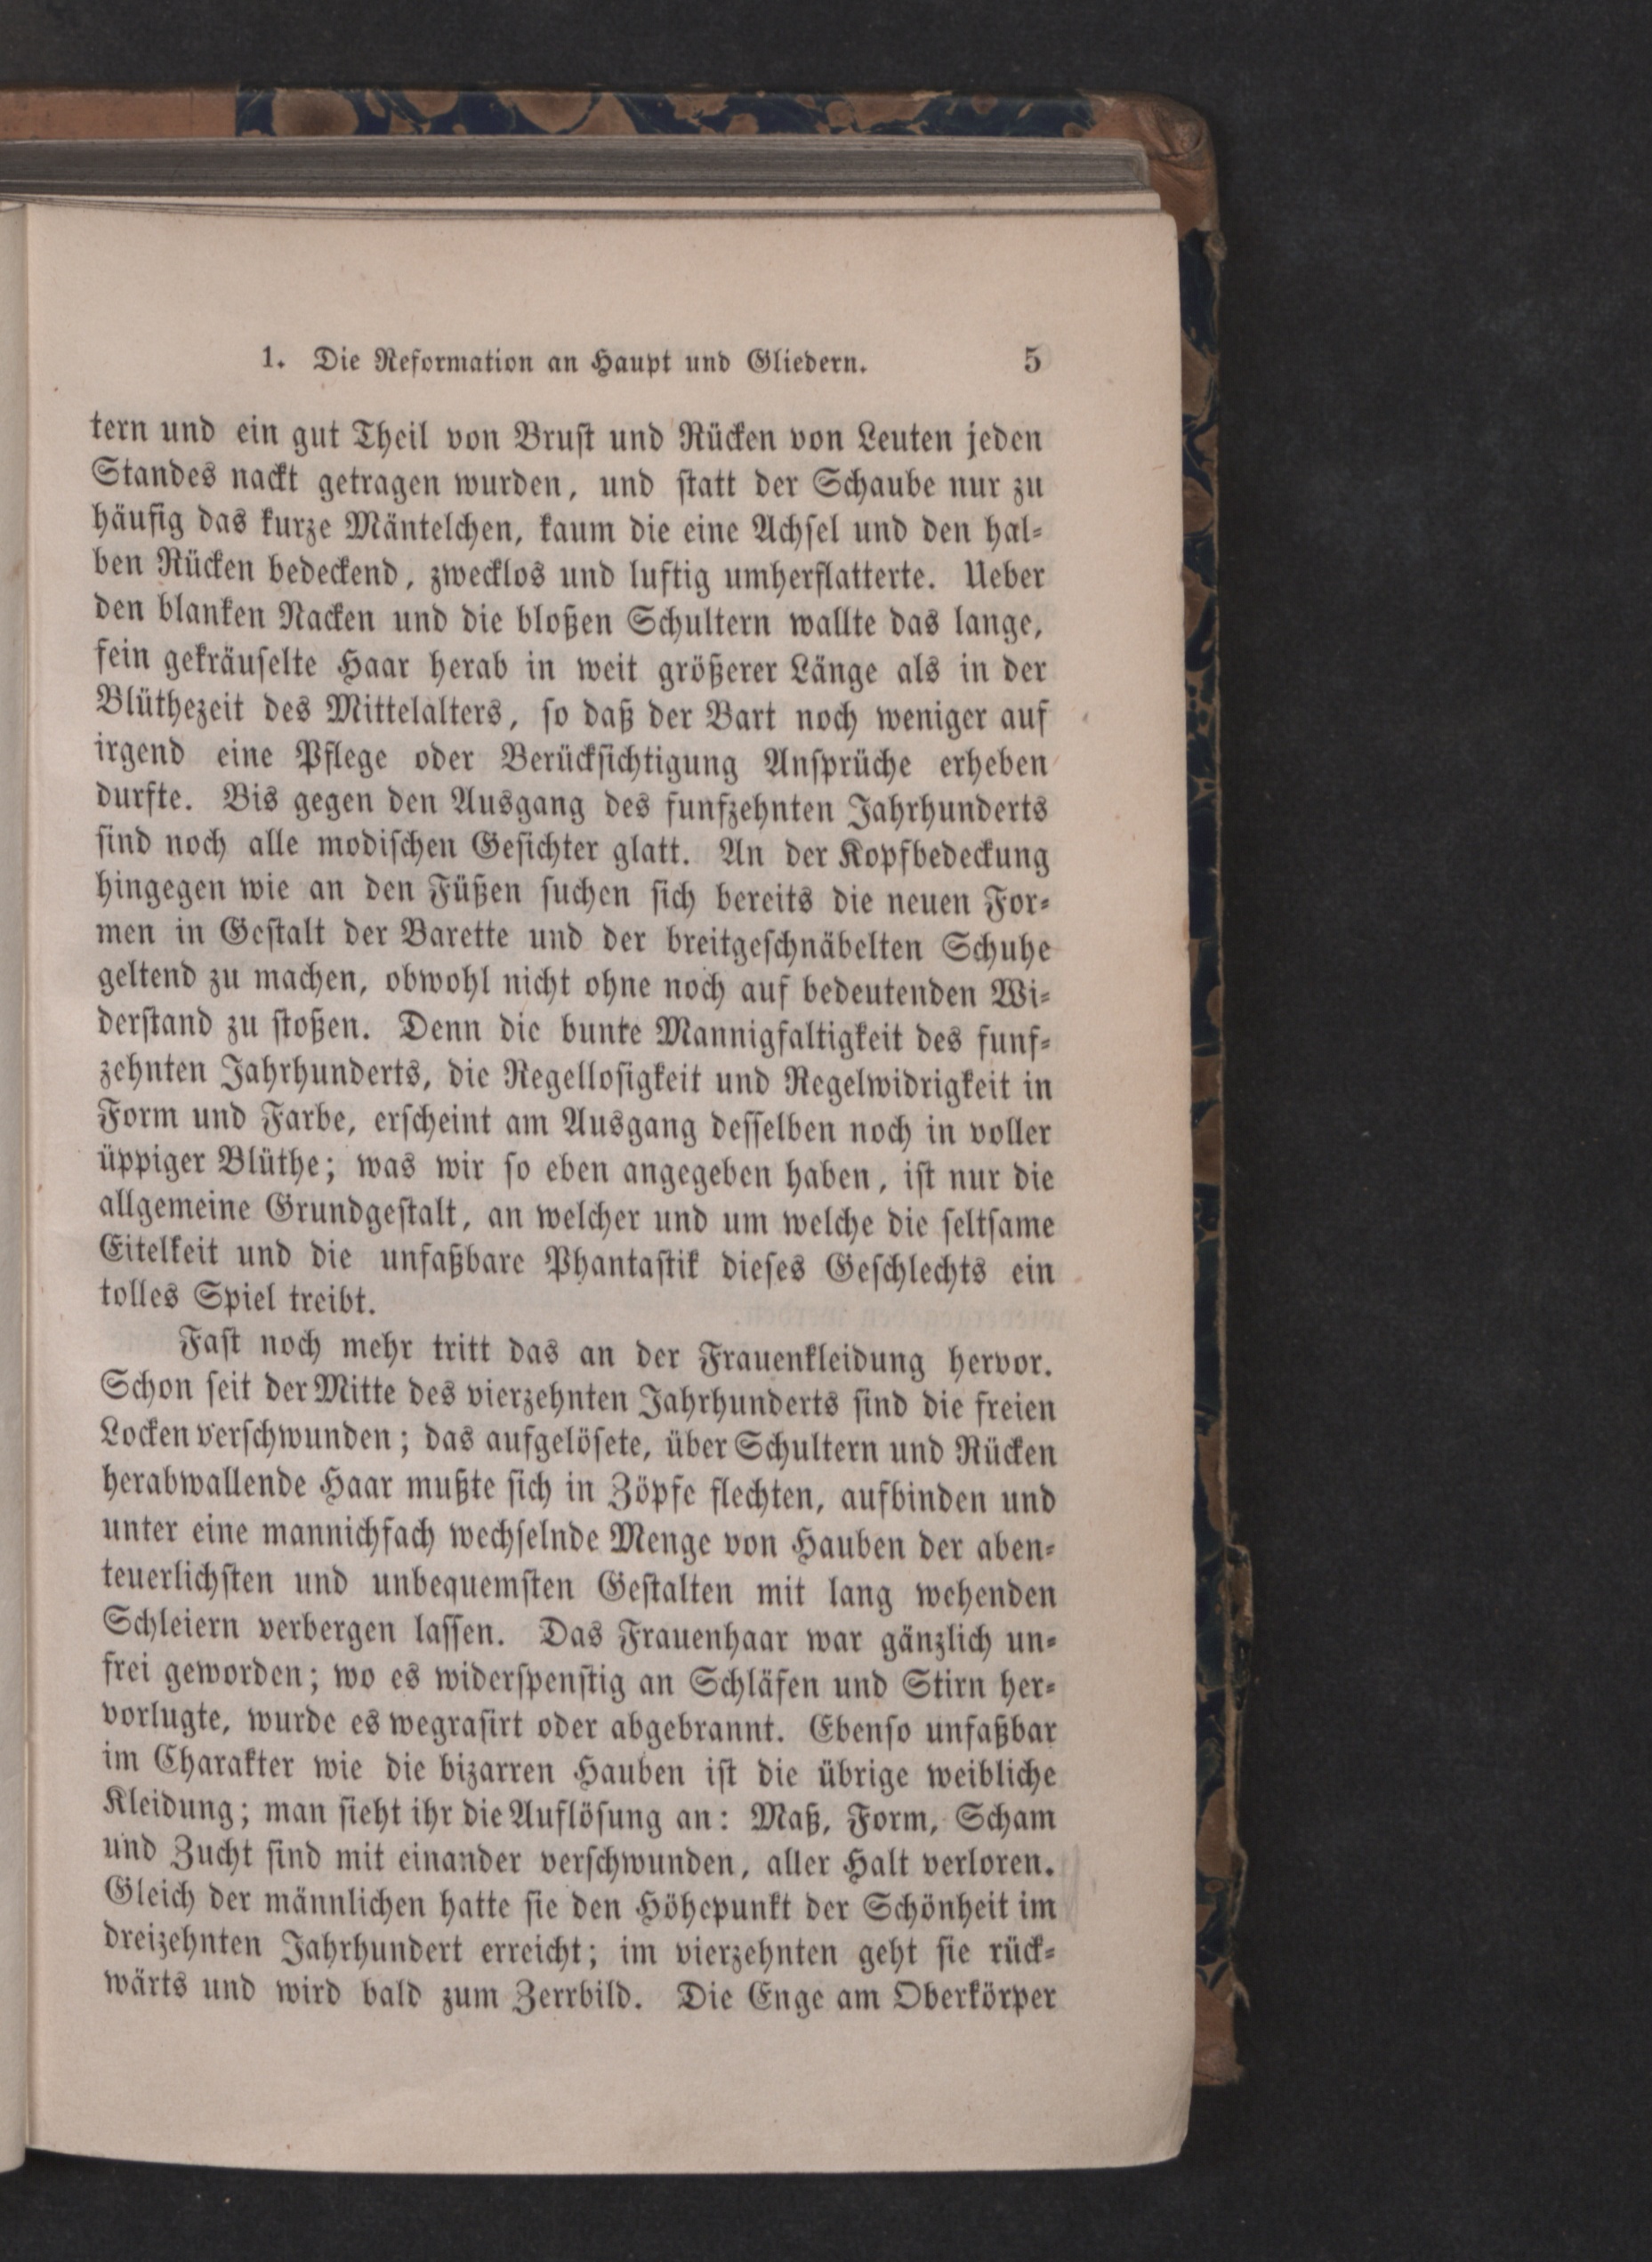 1. Die Reformation an Haupt und Gliedern. 5
tern und ein gut Theil von Brust und Rücken von Leuten jeden
Standes nackt getragen wurden, und statt der Schaube nur zu
häufig das kurze Mäntelchen, kaum die eine Achsel und den hal-
ben Rücken bedeckend, zwecklos und luftig umherflatterte. Ueber
den blanken Nacken und die bloßen Schultern wallte das lange,
fein gekräuselte Haar herab in weit größerer Länge als in der
Blüthezeit des Mittelalters, so daß der Bart noch weniger auf
irgend eine Pflege oder Berücksichtigung Ansprüche erheben
durfte. Bis gegen den Ausgang des funfzehnten Jahrhunderts
sind noch alle modischen Gesichter glatt. An der Kopfbedeckung
hingegen wie an den Füßen suchen sich bereits die neuen For-
men in Gestalt der Barette und der breitgeschnäbelten Schuhe
geltend zu machen, obwohl nicht ohne noch auf bedeutenden Wi-
derstand zu stoßen. Denn die bunte Mannigfaltigkeit des funf-
zehnten Jahrhunderts, die Regellosigkeit und Regelwidrigkeit in
Form und Farbe, erscheint am Ausgang desselben noch in voller
üppiger Blüthe; was wir so eben angegeben haben, ist nur die
allgemeine Grundgestalt, an welcher und um welche die seltsame
Eitelkeit und die unfaßbare Phantastik dieses Geschlechts ein
tolles Spiel treibt.
Fast noch mehr tritt das an der Frauenkleidung hervor.
Schon seit der Mitte des vierzehnten Jahrhunderts sind die freien
Locken verschwunden; das aufgelösete, über Schultern und Rücken
herabwallende Haar mußte sich in Zöpfe flechten, aufbinden und
unter eine mannichfach wechselnde Menge von Hauben der aben-
teuerlichsten und unbequemsten Gestalten mit lang wehenden
Schleiern verbergen lassen. Das Frauenhaar war gänzlich un-
frei geworden; wo es widerspenstig an Schläfen und Stirn her-
vorlugte, wurde es wegrasirt oder abgebrannt. Ebenso unfaßbar
im Charakter wie die bizarren Hauben ist die übrige weibliche
Kleidung; man sieht ihr die Auflösung an: Maß, Form, Scham
und Zucht sind mit einander verschwunden, aller Halt verloren.
Gleich der männlichen hatte sie den Höhepunkt der Schönheit im
dreizehnten Jahrhundert erreicht; im vierzehnten geht sie rück-
wärts und wird bald zum Zerrbild. Die Enge am Oberkörper